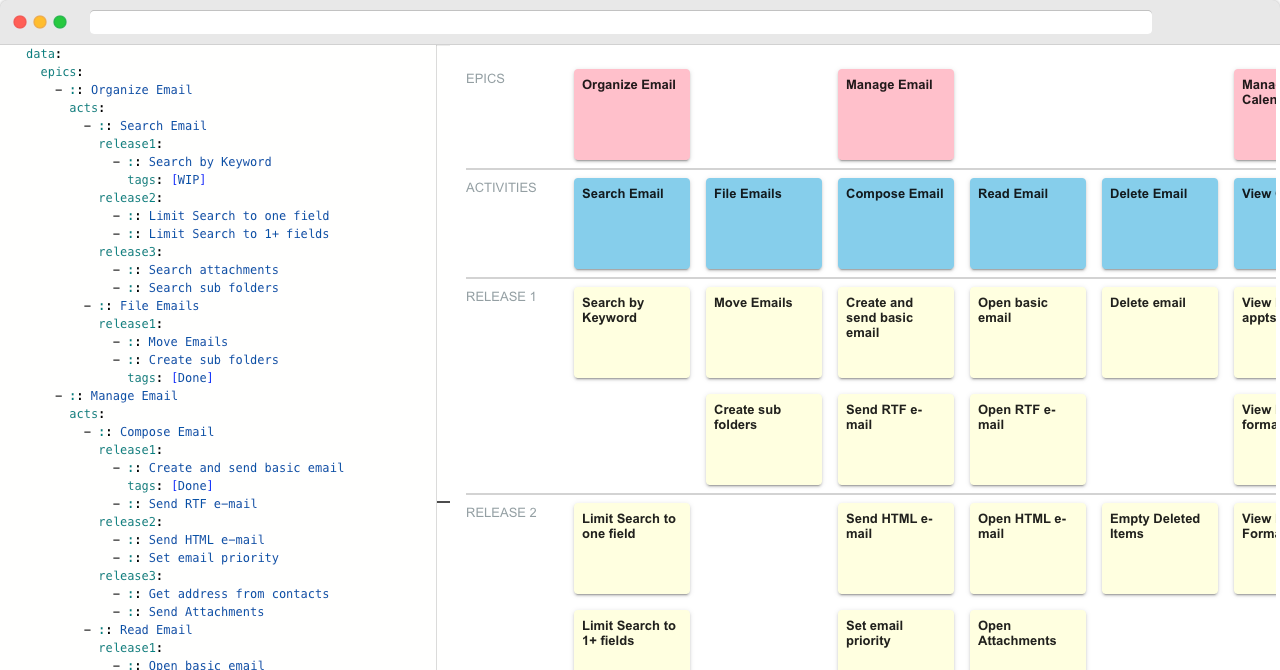 data:
epics:
- :: Organize Email
acts:
- :: Search Email
release1:
- :: Search by Keyword
tags: [WIP]
release2:
- :: Limit Search to one field
- :: Limit Search to 1+ fields
release3:
- :: Search attachments
- :: Search sub folders
- :: File Emails
release1:
- :: Move Emails
- :: Create sub folders
tags: [Done]
- :: Manage Email
acts:
- :: Compose Email
release1:
- :: Create and send basic email
tags: [Done]
- :: Send RTF e-mail
release2:
- :: Send HTML e-mail
- :: Set email priority
release3:
- :: Get address from contacts
- :: Send Attachments
- :: Read Email
release1:
- :: Open basic email
EPICS
Organize Email
Manage Email
Mana
Calen
ACTIVITIES
Search Email
File Emails
Compose Email
Read Email
Delete Email
View
RELEASE 1
Search by
Keyword
Move Emails
Create and
send basic
email
Open basic
email
Delete email
View
appts
Create sub
folders
Send RTF e-
mail
Open RTF e-
mail
View
forma
RELEASE 2
Limit Search to
one field
Send HTML e-
mail
Open HTML e-
mail
Empty Deleted
Items
View
Forma
Limit Search to
1+ fields
Set email
priority
Open
Attachments